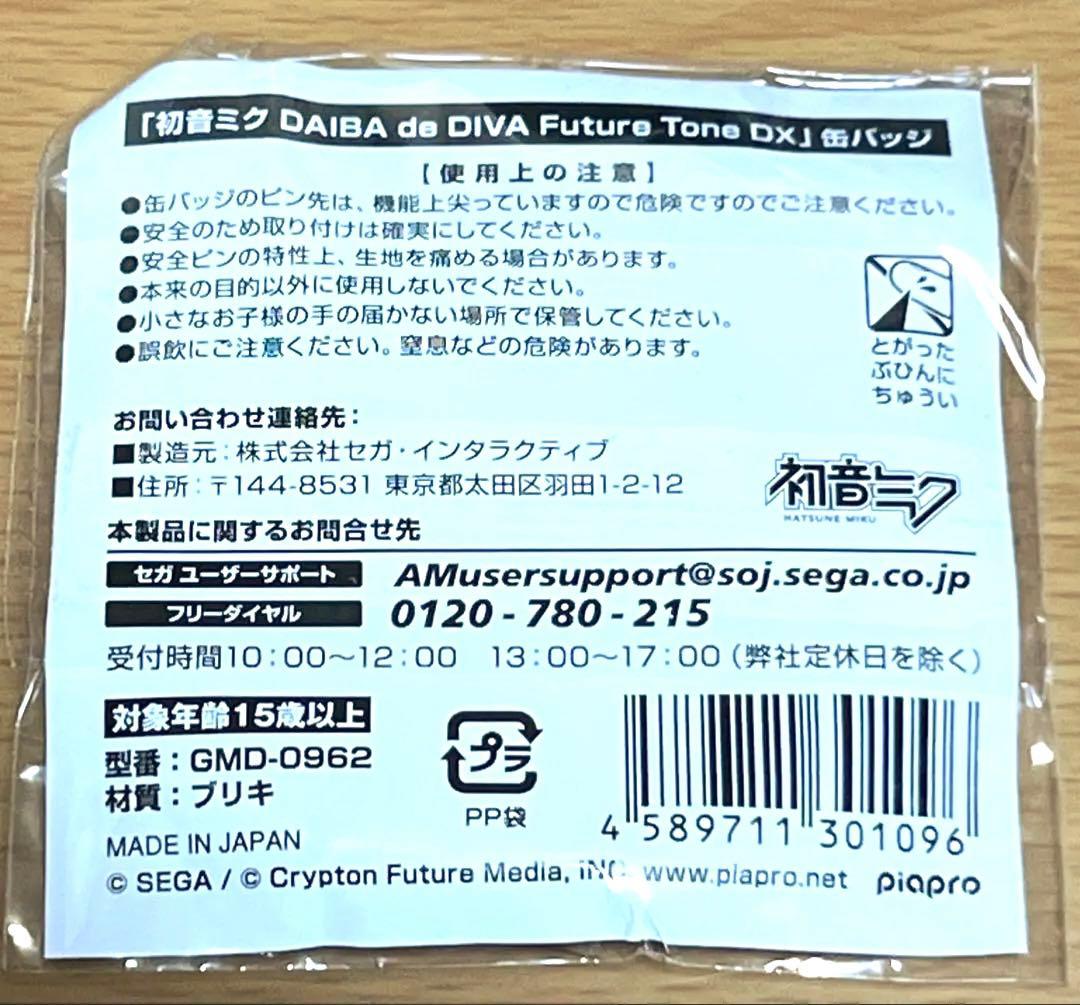 「初音ミク DAIBA de DIVA Future Tone DX」缶バッジ
【使用上の注意】
●缶バッジのピン先は、機能上尖っていますので危険ですのでご注意ください。
●安全のため取り付けは確実にしてください。
●安全ピンの特性上、生地を痛める場合があります。
●本来の目的以外に使用しないでください。
●小さなお子様の手の届かない場所で保管してください。
●誤飲にご注意ください。窒息などの危険があります。
とがった
ぶひんに
ちゅうい
お問い合わせ連絡先：
■製造元：株式会社セガ・インタラクティブ
■住所：〒144-8531 東京都太田区羽田1-2-12
初音ミク
HATSUNE MIKU
本製品に関するお問合せ先
セガ ユーザーサポート AMusersupport@soj.sega.co.jp
フリーダイヤル 0120-780-215
受付時間10：00～12：00 13：00～17：00（弊社定休日を除く）
対象年齢15歳以上
型番：GMD-0962
材質：ブリキ
プラ
PP袋
4 589711 301096
MADE IN JAPAN
© SEGA / © Crypton Future Media, INC. www.piapro.net piapro